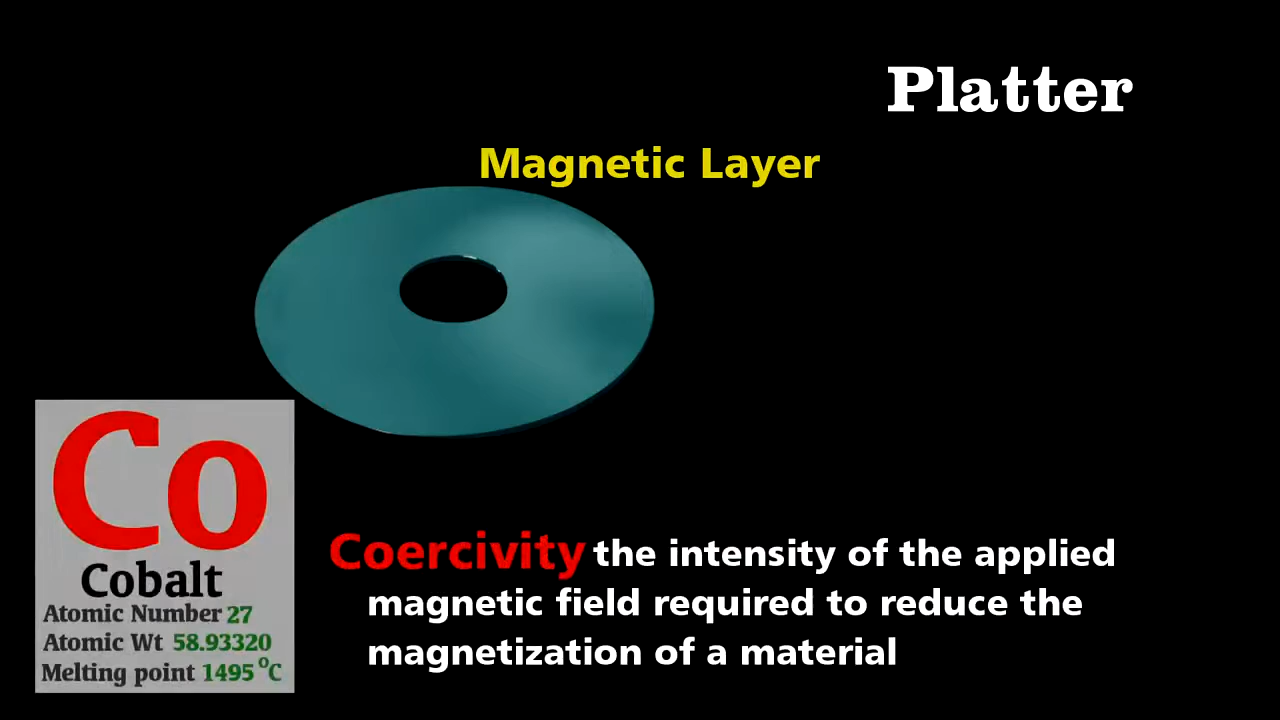 Platter
Magnetic Layer
Co
Cobalt
Atomic Number 27
Atomic Wt 58.93320
Melting point 1495 °C
Coercivity the intensity of the applied
magnetic field required to reduce the
magnetization of a material